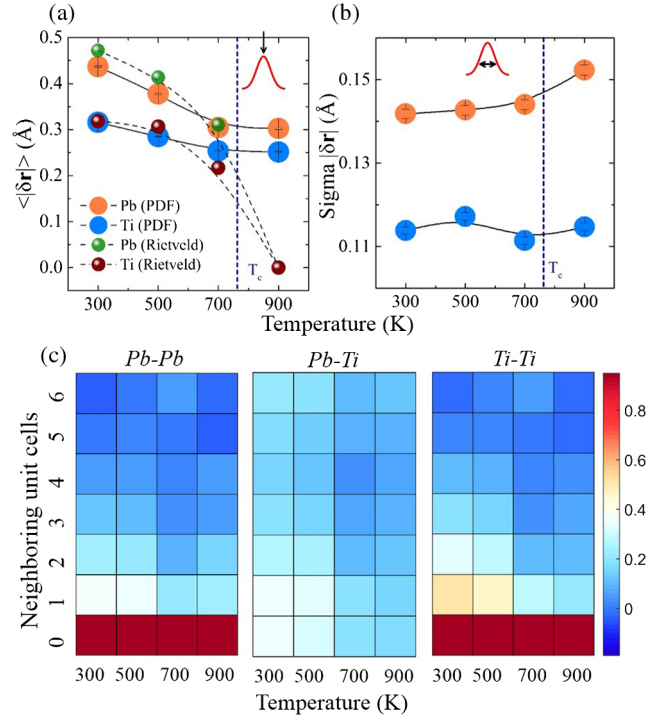 (a)
(b)
<|δr|> (Å)
0.5
0.4
0.3
0.2
0.1
0.0
Pb (PDF)
Ti (PDF)
Pb (Rietveld)
Ti (Rietveld)
Tc
300 500 700 900
Sigma |δr| (Å)
0.15
0.13
0.11
Tc
300 500 700 900
Temperature (K)
(c)
Pb-Pb Pb-Ti Ti-Ti
Neighboring unit cells
6
5
4
3
2
1
0
300 500 700 900
300 500 700 900
300 500 700 900
0.8
0.6
0.4
0.2
0
Temperature (K)